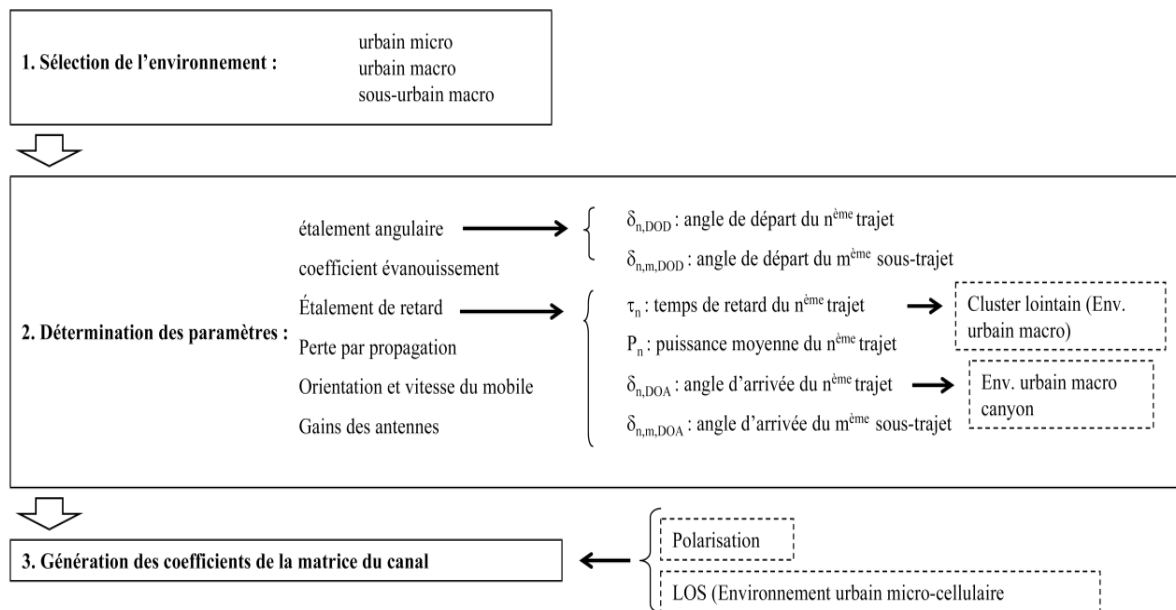 urbain micro
1. Sélection de l'environnement :
urbain macro
sous-urbain macro
étalement angulaire
δn,DOD : angle de départ du nème trajet
coefficient évanouissement
δn,m,DOD : angle de départ du mème sous-trajet
2. Détermination des paramètres :
Étalement de retard
Perte par propagation
Orientation et vitesse du mobile
Gains des antennes
τn : temps de retard du nème trajet
Pn : puissance moyenne du nème trajet
δn,DOA : angle d'arrivée du nème trajet
δn,m,DOA : angle d'arrivée du mème sous-trajet
Cluster lointain (Env.
urbain macro)
Env. urbain macro
canyon
3. Génération des coefficients de la matrice du canal
Polarisation
LOS (Environnement urbain micro-cellulaire